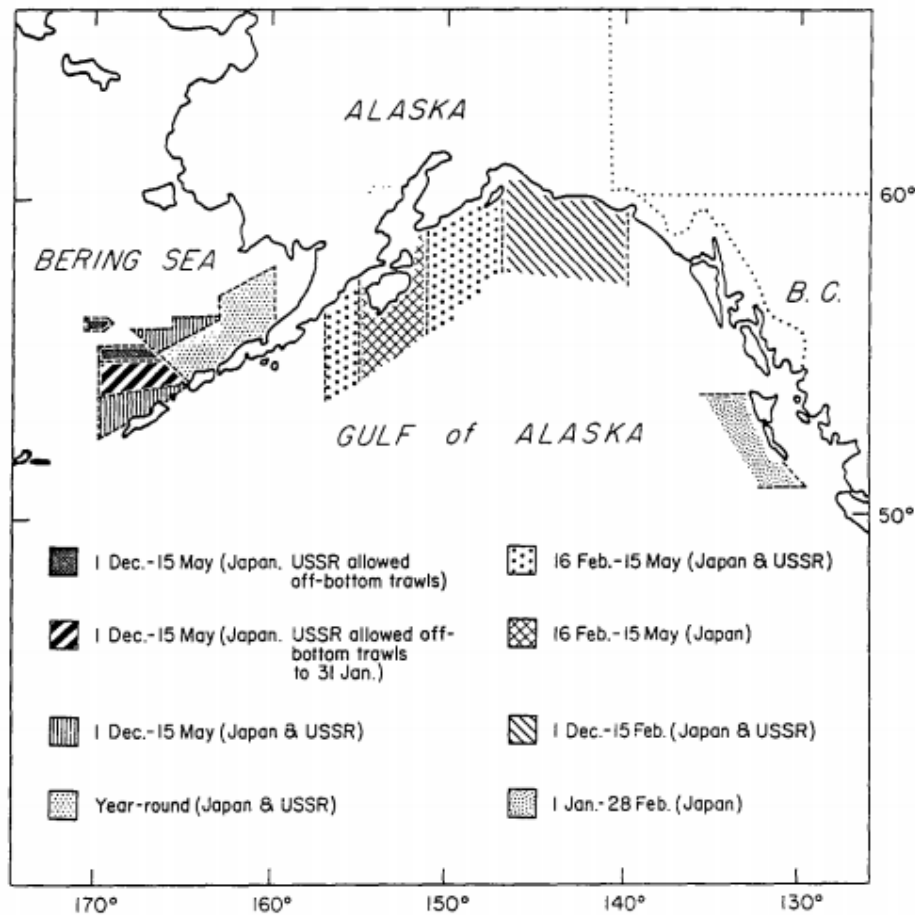 ALASKA
60°
BERING SEA
B.C.
GULF of ALASKA
50°
1 Dec.-15 May (Japan. USSR allowed
off-bottom trawls)
1 Dec.-15 May (Japan. USSR allowed off-
bottom trawls
to 31 Jan.)
1 Dec.-15 May (Japan & USSR)
Year-round (Japan & USSR)
16 Feb.-15 May (Japan & USSR)
16 Feb.-15 May (Japan)
1 Dec.-15 Feb. (Japan & USSR)
1 Jan.-28 Feb. (Japan)
170°
160°
150°
140°
130°